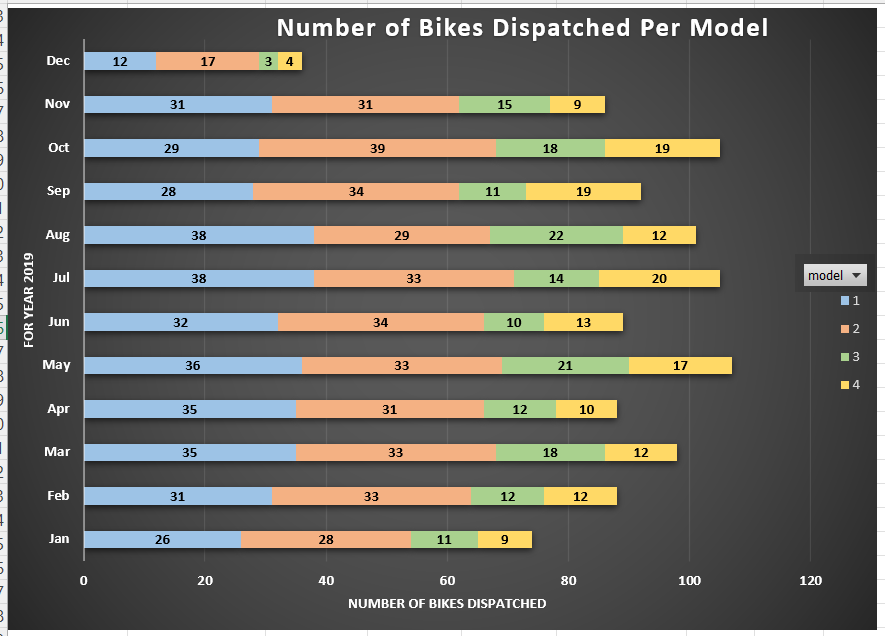 Number of Bikes Dispatched Per Model
Dec 12 17 3 4
Nov 31 31 15 9
Oct 29 39 18 19
Sep 28 34 11 19
Aug 38 29 22 12
Jul 38 33 14 20
Jun 32 34 10 13
May 36 33 21 17
Apr 35 31 12 10
Mar 35 33 18 12
Feb 31 33 12 12
Jan 26 28 11 9
0 20 40 60 80 100 120
NUMBER OF BIKES DISPATCHED
FOR YEAR 2019
model
1
2
3
4